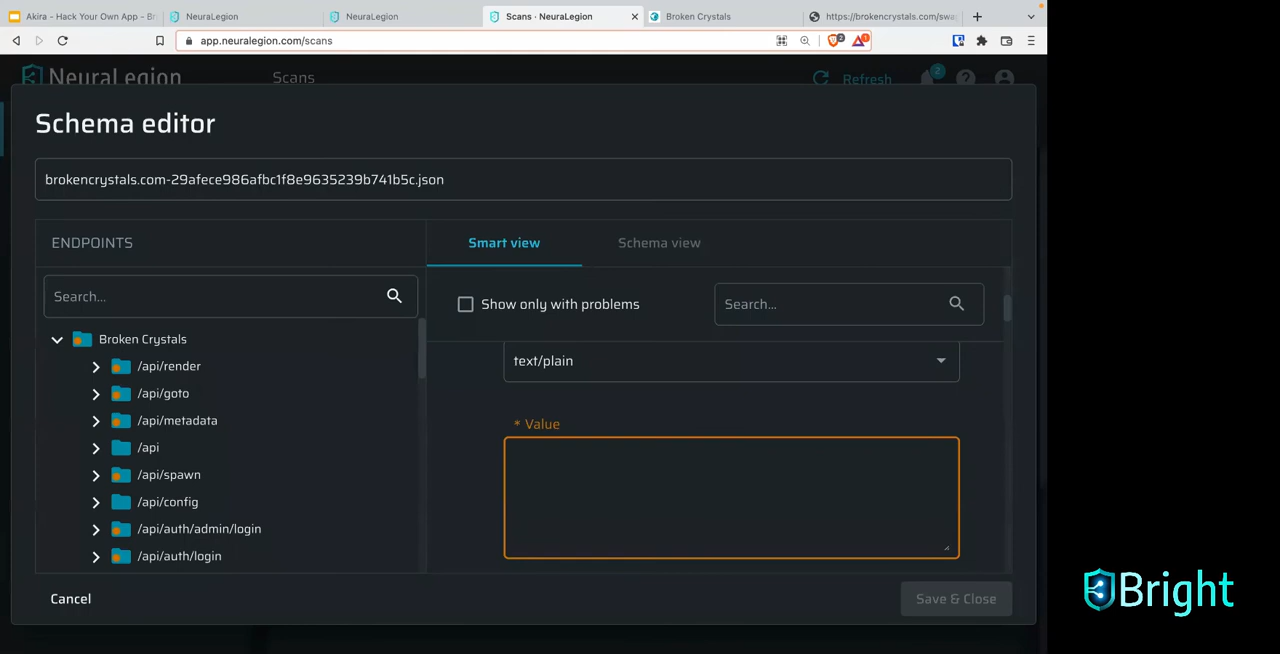 Akira - Hack Your Own App - Br
NeuraLegion
NeuraLegion
Scans · NeuraLegion
Broken Crystals
https://brokencrystals.com/swa
app.neuralegion.com/scans
2
1
NeuraLegion
Scans
Refresh
2
Schema editor
brokencrystals.com-29afece986afbc1f8e9635239b741b5c.json
ENDPOINTS
Smart view
Schema view
Search...
Show only with problems
Search...
Broken Crystals
/api/render
/api/goto
/api/metadata
/api
/api/spawn
/api/config
/api/auth/admin/login
/api/auth/login
text/plain
* Value
Cancel
Save & Close
Bright